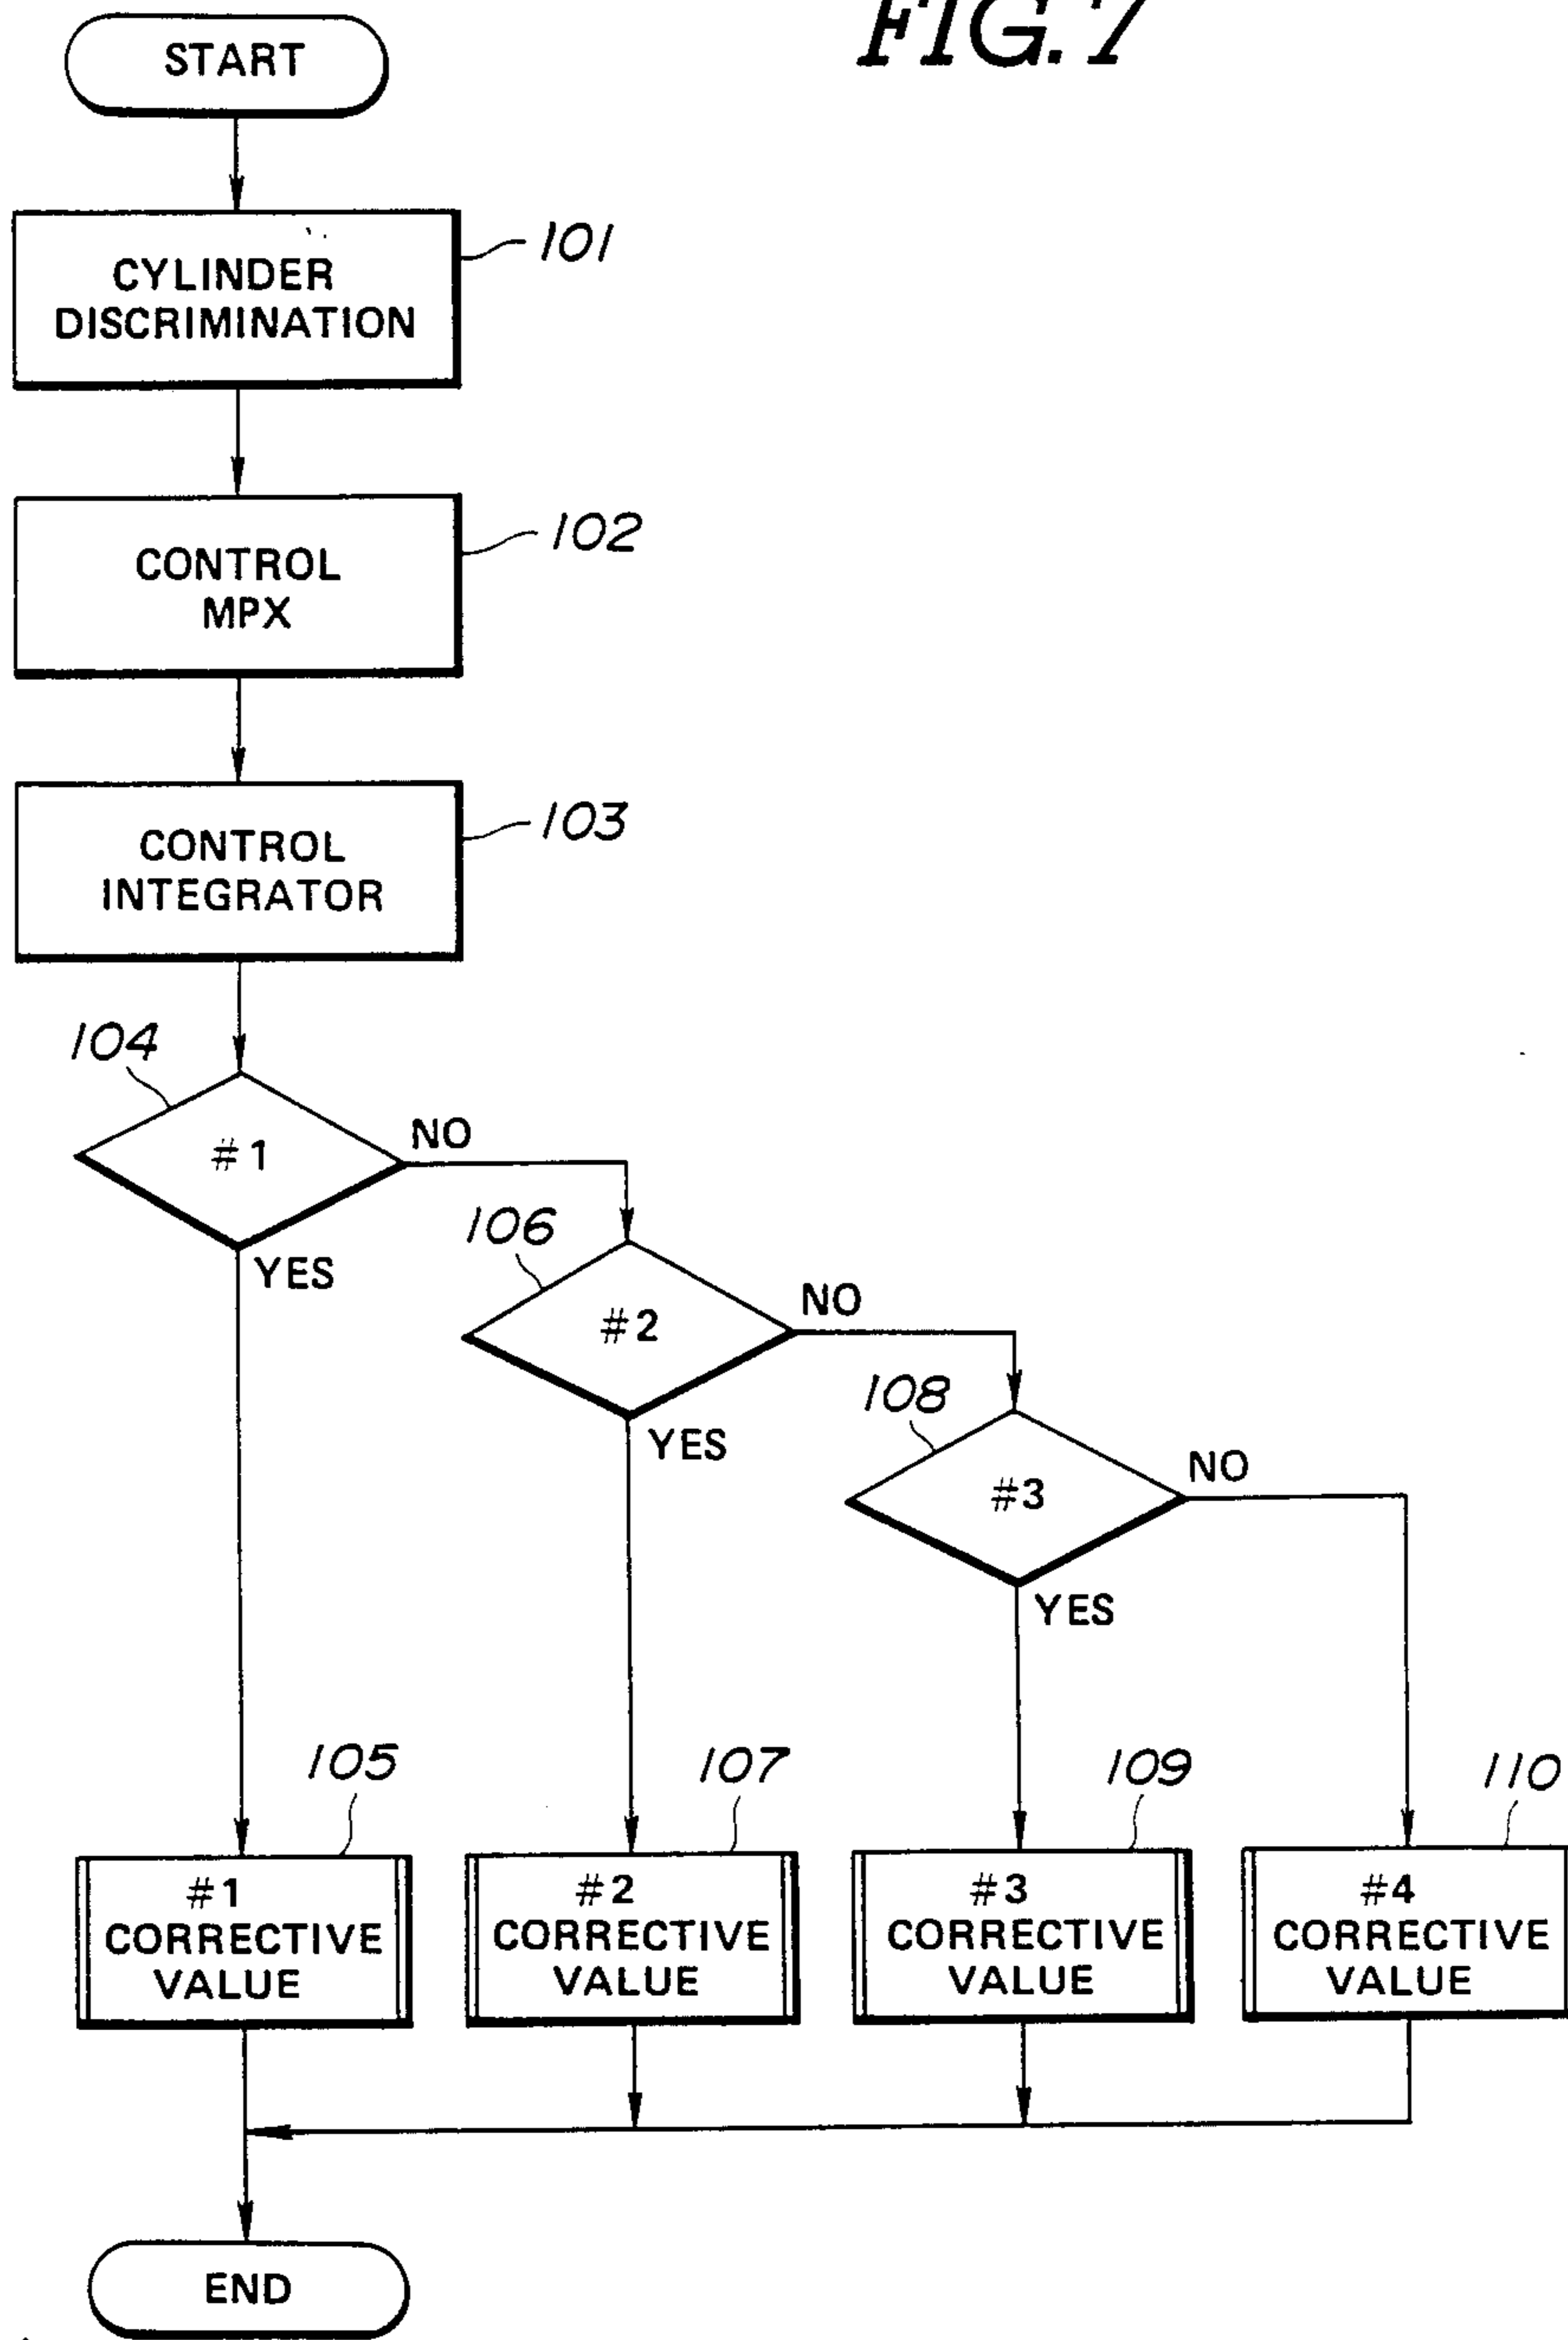 FIG. 7
START
101
CYLINDER
DISCRIMINATION
102
CONTROL
MPX
103
CONTROL
INTEGRATOR
104
#1
NO
YES
106
#2
NO
YES
108
#3
NO
YES
105
#1
CORRECTIVE
VALUE
107
#2
CORRECTIVE
VALUE
109
#3
CORRECTIVE
VALUE
110
#4
CORRECTIVE
VALUE
END